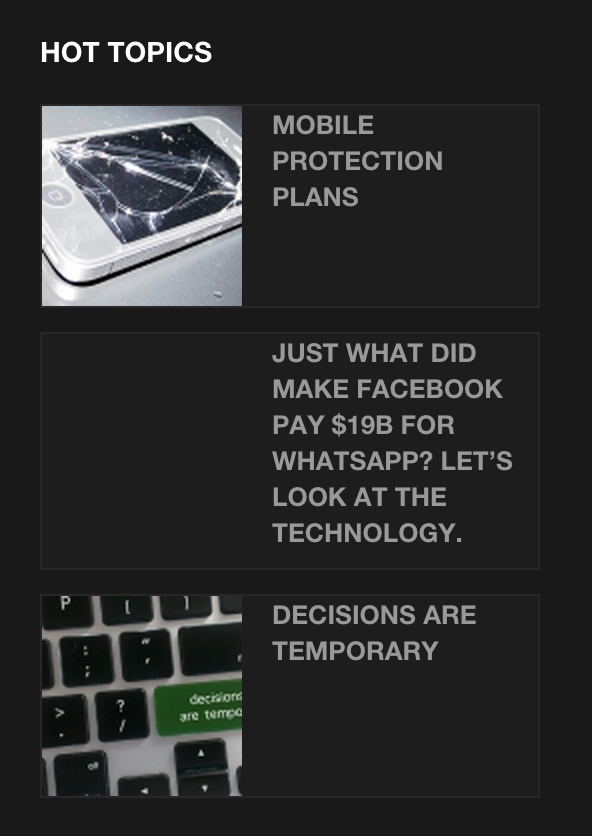 HOT TOPICS
MOBILE
PROTECTION
PLANS
JUST WHAT DID
MAKE FACEBOOK
PAY $19B FOR
WHATSAPP? LET’S
LOOK AT THE
TECHNOLOGY.
P [ ]
: ;
“ ‘
> .
? /
decisions
are tempo
alt
▲
◄ ▼
DECISIONS ARE
TEMPORARY